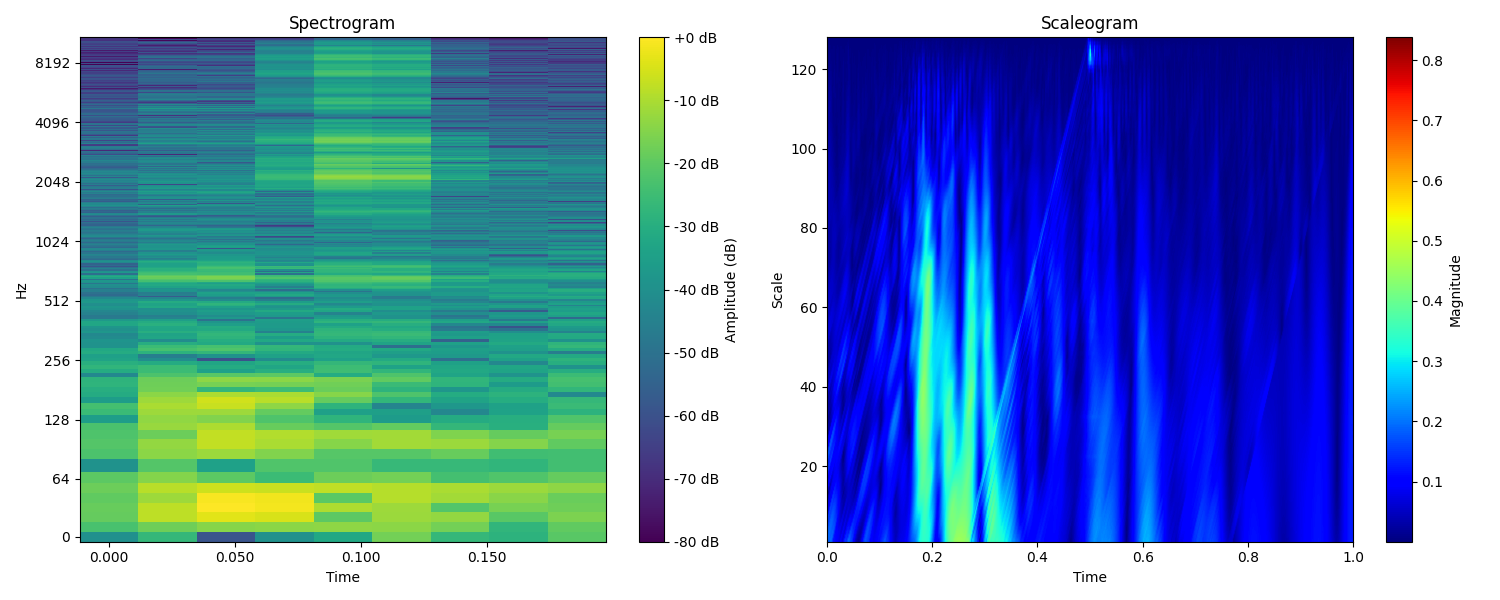 Spectrogram
Hz
8192
4096
2048
1024
512
256
128
64
0
0.000 0.050 0.100 0.150
Time
+0 dB
-10 dB
-20 dB
-30 dB
-40 dB
-50 dB
-60 dB
-70 dB
-80 dB
Amplitude (dB)
Scaleogram
Scale
120
100
80
60
40
20
0.0 0.2 0.4 0.6 0.8 1.0
Time
0.8
0.7
0.6
0.5
0.4
0.3
0.2
0.1
Magnitude